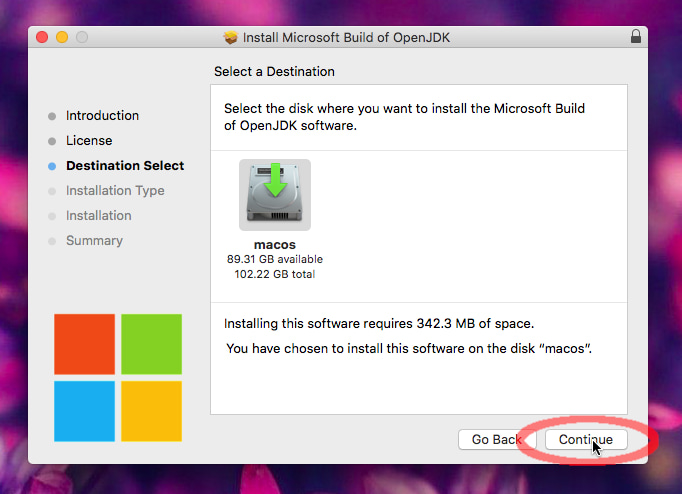 Install Microsoft Build of OpenJDK
Select a Destination
Introduction
License
Destination Select
Installation Type
Installation
Summary
Select the disk where you want to install the Microsoft Build
of OpenJDK software.
macos
89.31 GB available
102.22 GB total
Installing this software requires 342.3 MB of space.
You have chosen to install this software on the disk “macos”.
Go Back
Continue